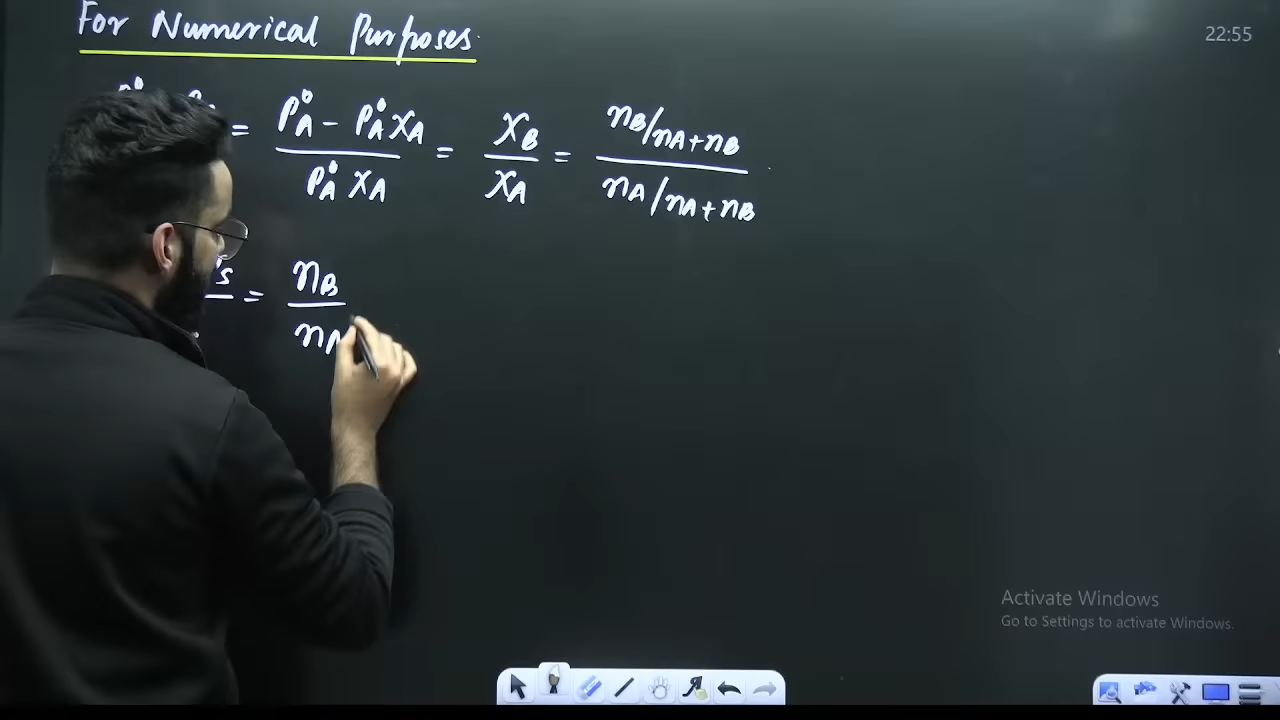 For Numerical Purposes
22:55
= (P°A - P°A XA) / (P°A XA) = XB / XA = (nB/nA+nB) / (nA/nA+nB)
= nB / nA
Activate Windows
Go to Settings to activate Windows.